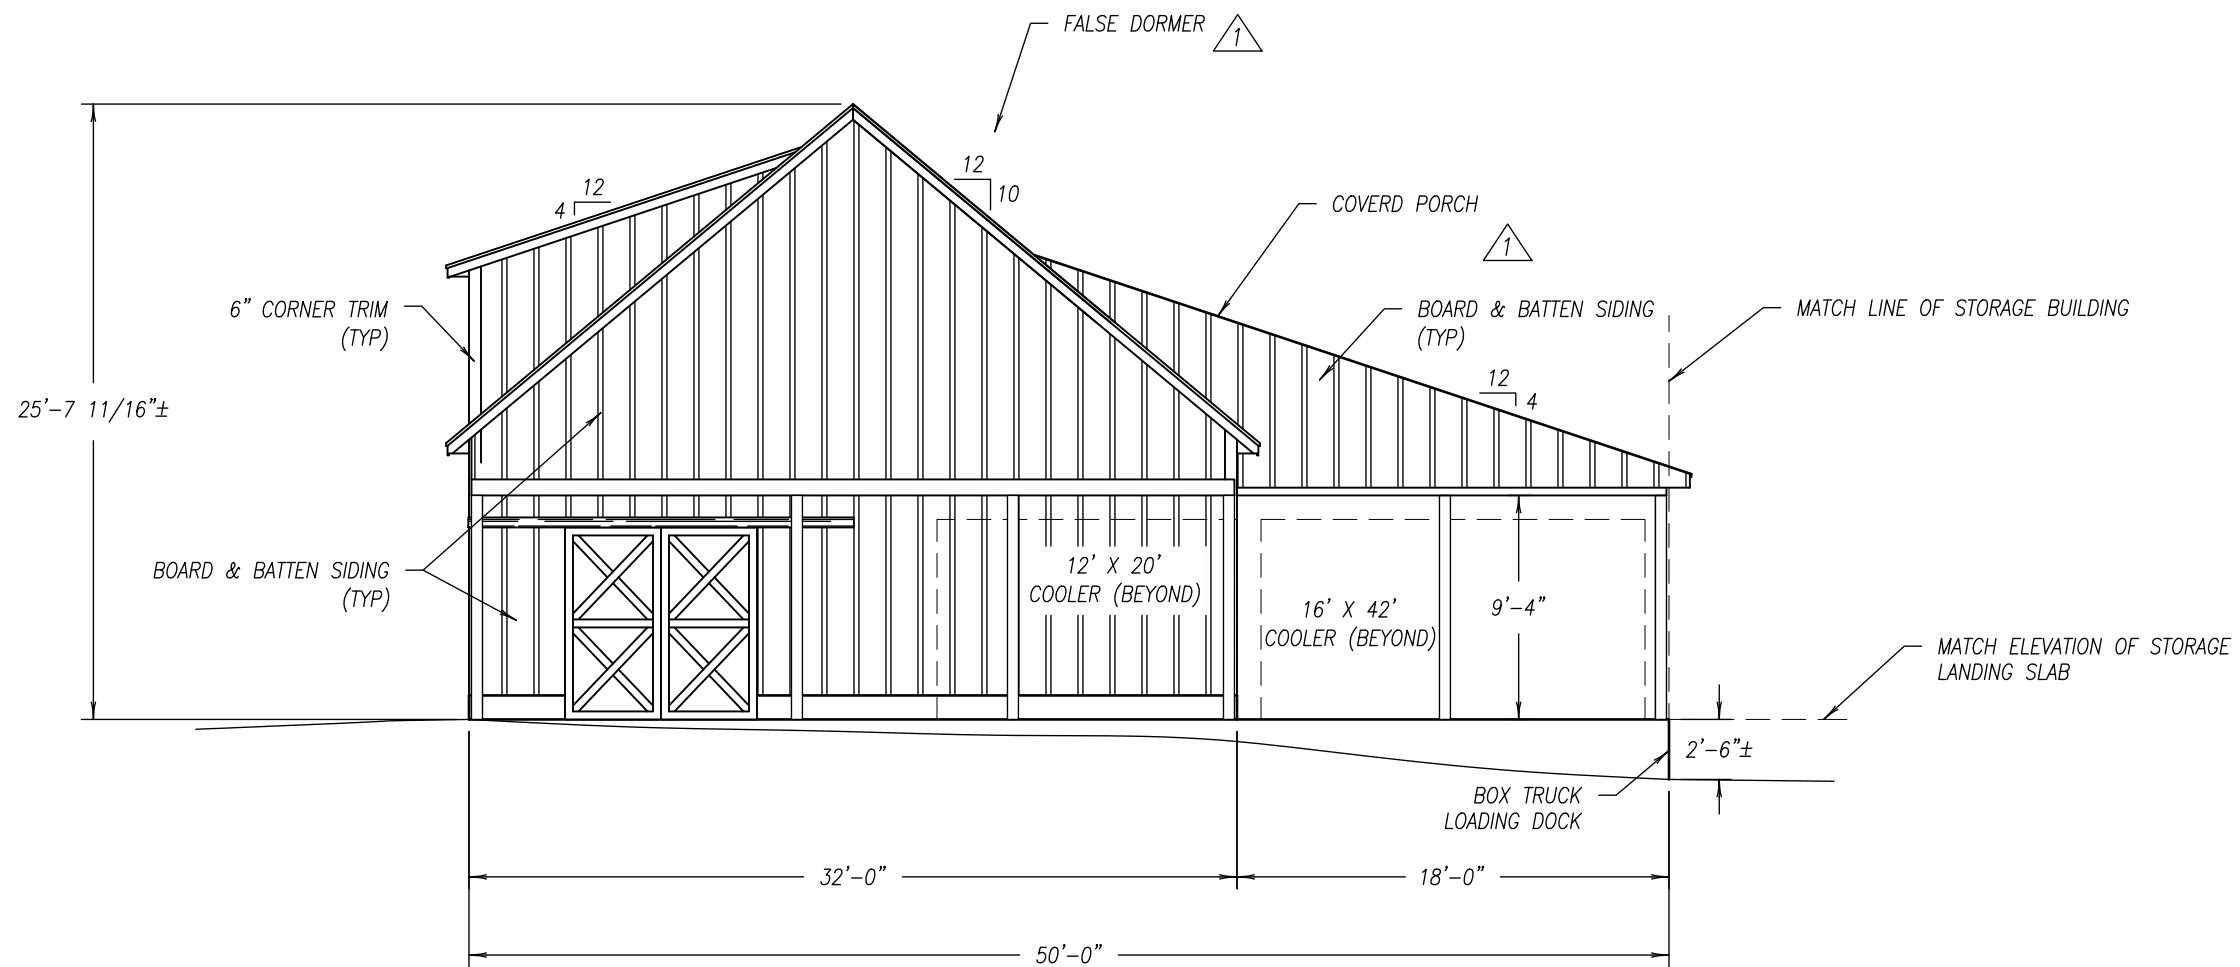 FALSE DORMER 1
12
10
12
4
COVERD PORCH
1
6" CORNER TRIM
(TYP)
BOARD & BATTEN SIDING
(TYP)
MATCH LINE OF STORAGE BUILDING
12
4
25'-7 11/16"±
BOARD & BATTEN SIDING
(TYP)
12' X 20'
COOLER (BEYOND)
16' X 42'
COOLER (BEYOND)
9'-4"
MATCH ELEVATION OF STORAGE
LANDING SLAB
2'-6"±
BOX TRUCK
LOADING DOCK
32'-0"
18'-0"
50'-0"